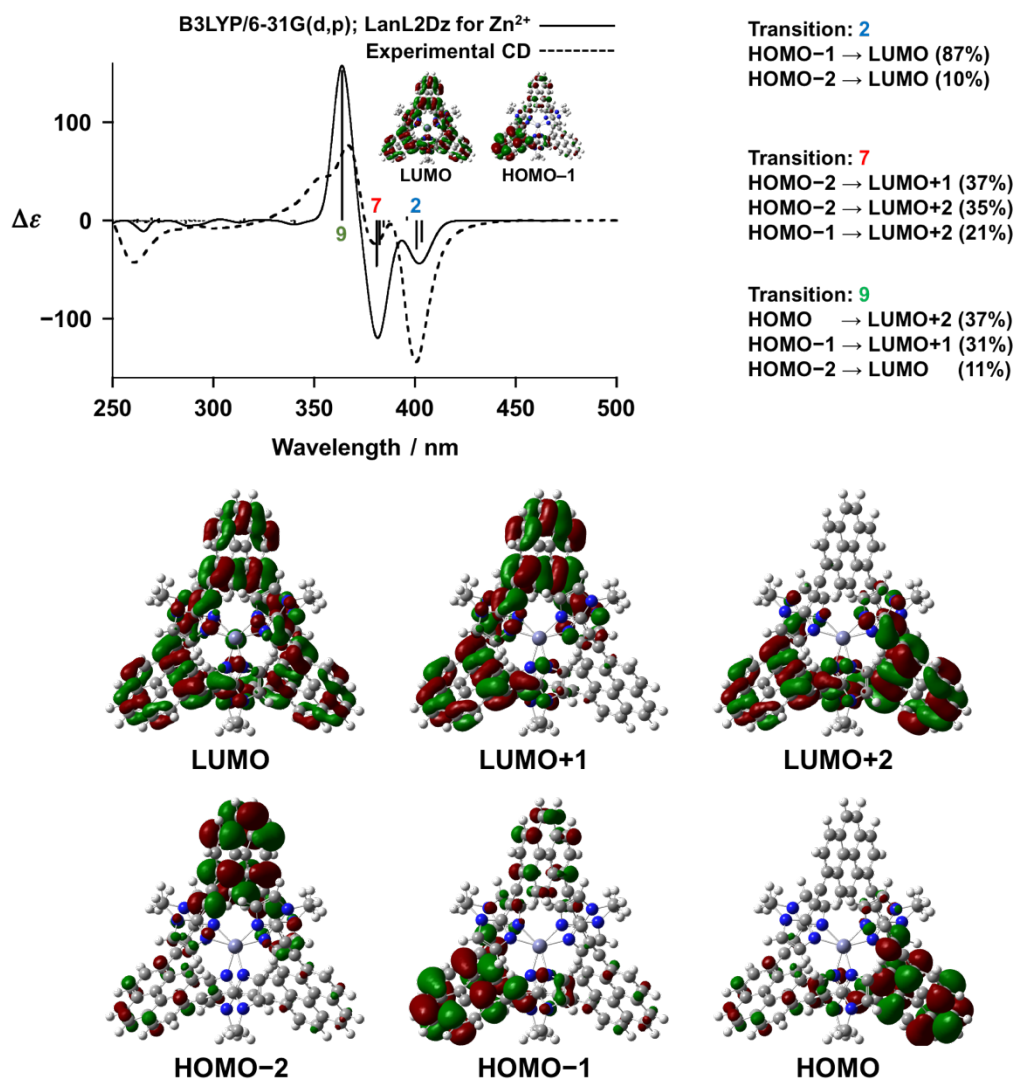 B3LYP/6-31G(d,p); LanL2Dz for Zn²⁺
Experimental CD
100
0
−100
Δε
LUMO
HOMO−1
9
7
2
250
300
350
400
450
500
Wavelength / nm
Transition: 2
HOMO−1 → LUMO (87%)
HOMO−2 → LUMO (10%)
Transition: 7
HOMO−2 → LUMO+1 (37%)
HOMO−2 → LUMO+2 (35%)
HOMO−1 → LUMO+2 (21%)
Transition: 9
HOMO → LUMO+2 (37%)
HOMO−1 → LUMO+1 (31%)
HOMO−2 → LUMO (11%)
LUMO
LUMO+1
LUMO+2
HOMO−2
HOMO−1
HOMO